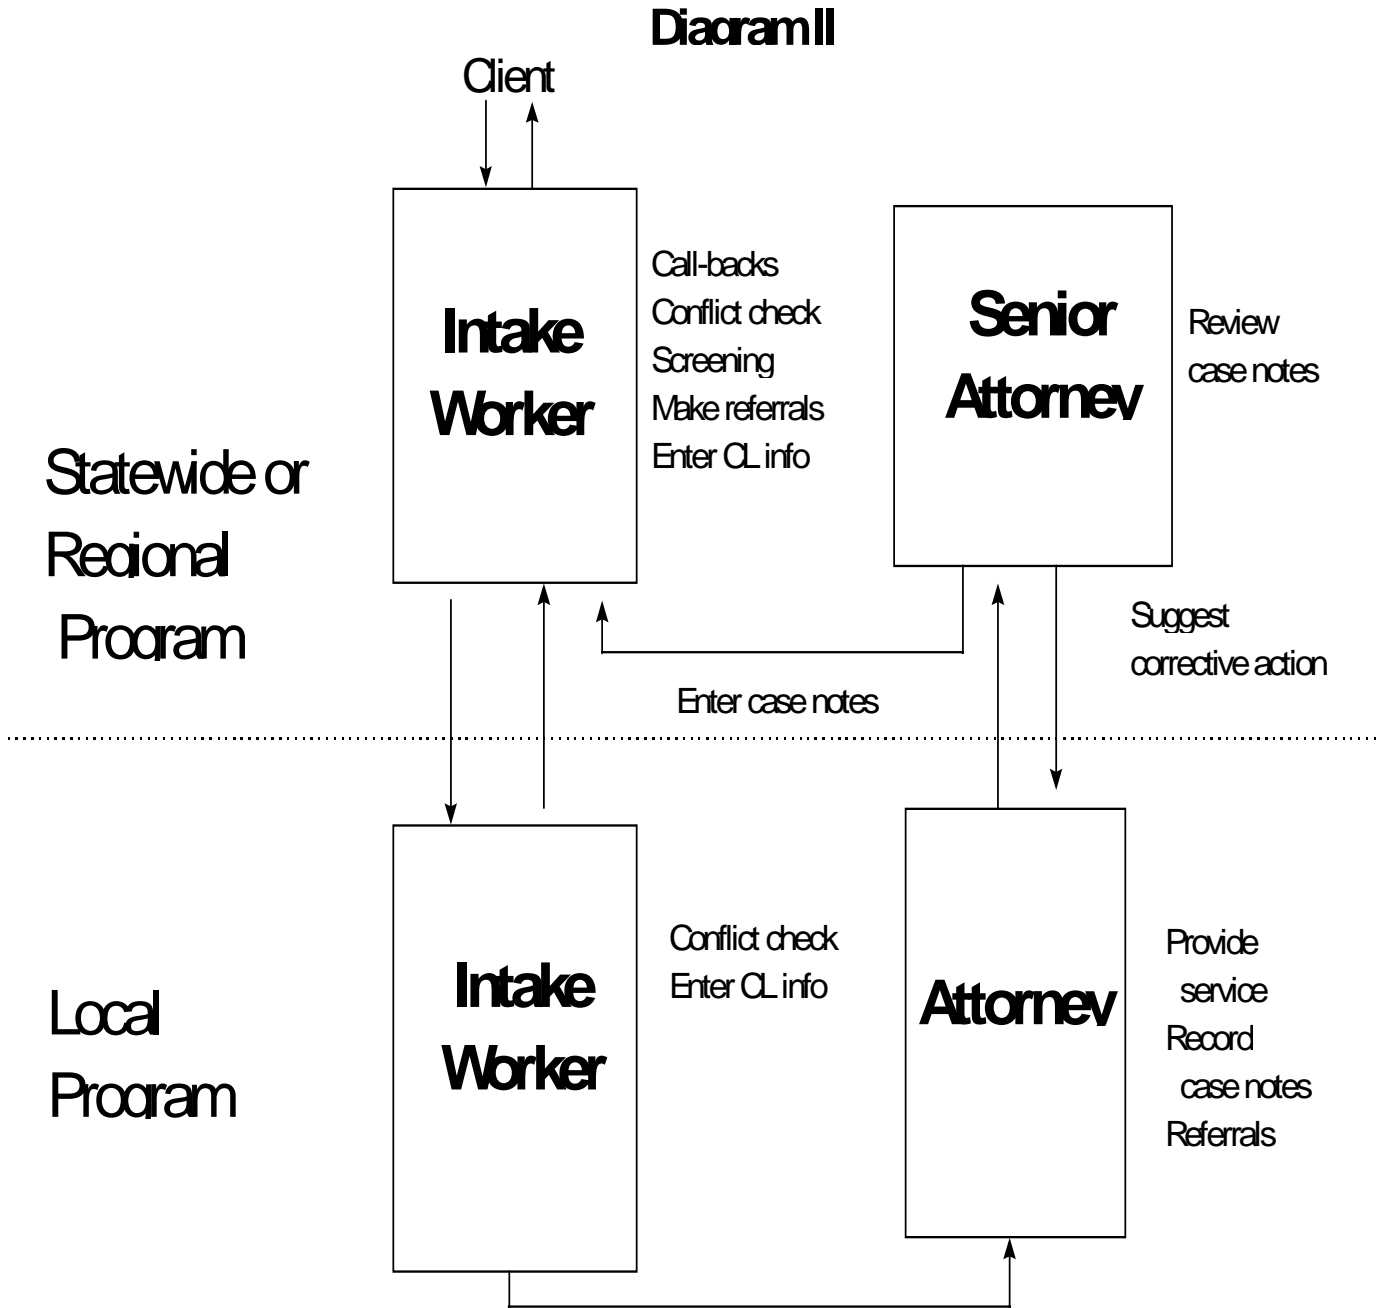 Diagram II
Client
Call-backs
Conflict check
Screening
Make referrals
Enter CL info
Intake
Worker
Senior
Attorney
Review
case notes
Statewide or
Regional
Program
Suggest
corrective action
Enter case notes
Conflict check
Enter CL info
Intake
Worker
Attorney
Provide
service
Record
case notes
Referrals
Local
Program